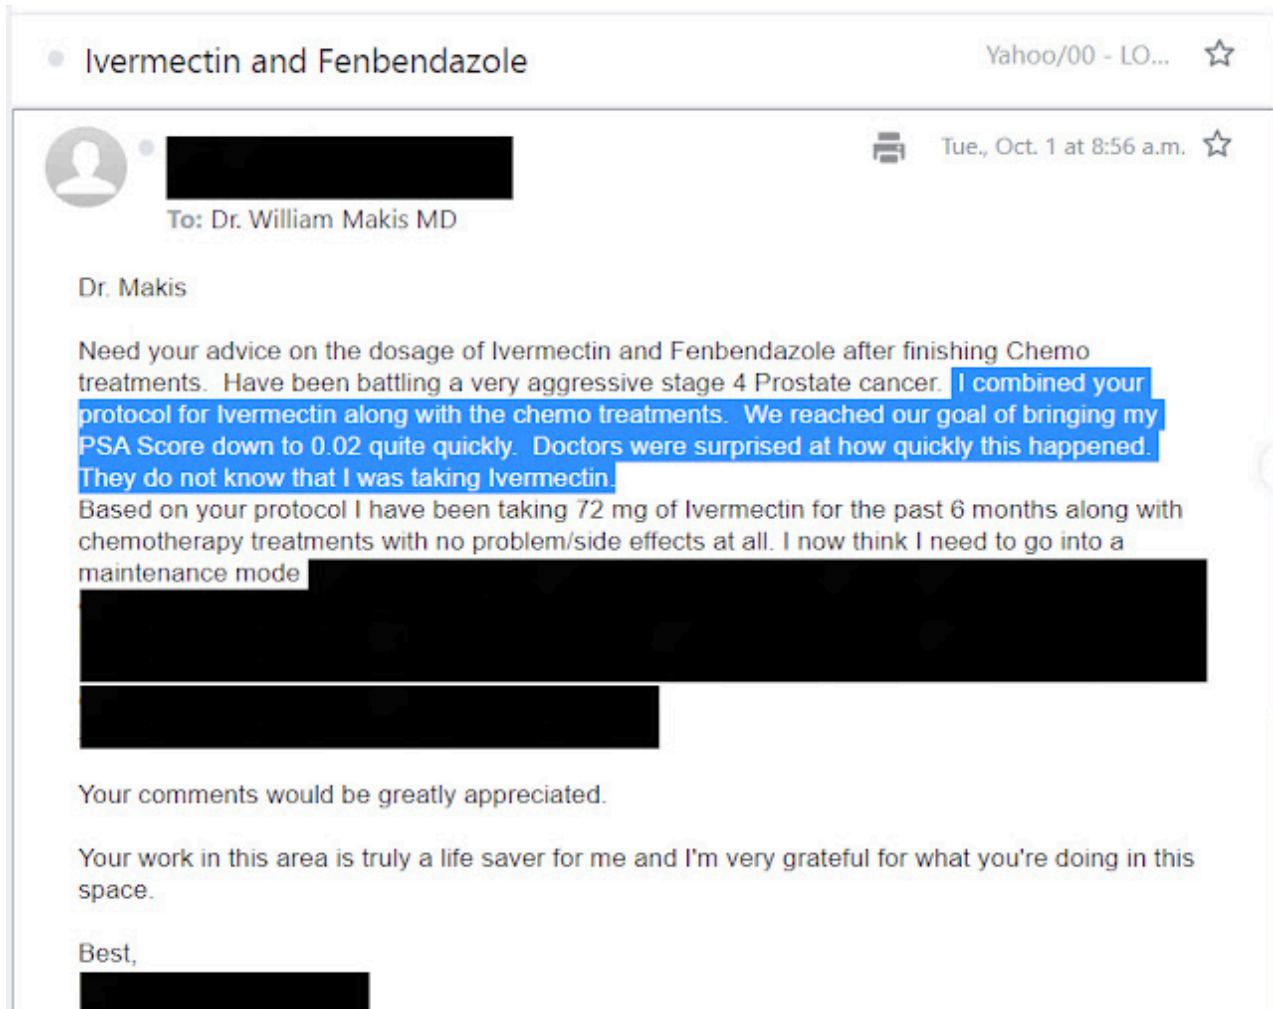 Ivermectin and Fenbendazole
Yahoo/00 - LO...
Tue., Oct. 1 at 8:56 a.m.
To: Dr. William Makis MD
Dr. Makis
Need your advice on the dosage of Ivermectin and Fenbendazole after finishing Chemo
treatments. Have been battling a very aggressive stage 4 Prostate cancer. I combined your
protocol for Ivermectin along with the chemo treatments. We reached our goal of bringing my
PSA Score down to 0.02 quite quickly. Doctors were surprised at how quickly this happened.
They do not know that I was taking Ivermectin.
Based on your protocol I have been taking 72 mg of Ivermectin for the past 6 months along with
chemotherapy treatments with no problem/side effects at all. I now think I need to go into a
maintenance mode
Your comments would be greatly appreciated.
Your work in this area is truly a life saver for me and I'm very grateful for what you're doing in this
space.
Best,